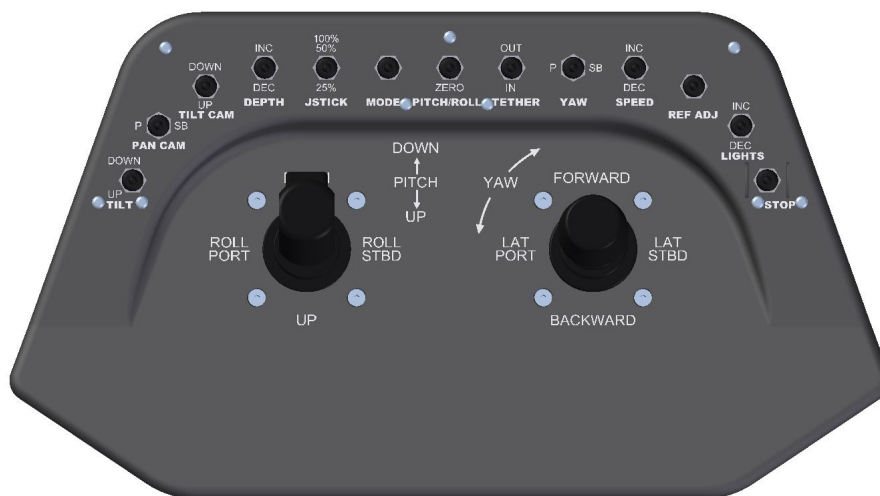 DOWN
UP
TILT
P SB
PAN CAM
DOWN
UP
TILT CAM
INC
DEC
DEPTH
100%
50%
25%
JSTICK
MODE
ZERO
PITCH/ROLL
OUT
IN
TETHER
P SB
YAW
INC
DEC
SPEED
REF ADJ
INC
DEC
LIGHTS
STOP
DOWN
PITCH
UP
ROLL
PORT
ROLL
STBD
UP
YAW
FORWARD
LAT
PORT
LAT
STBD
BACKWARD